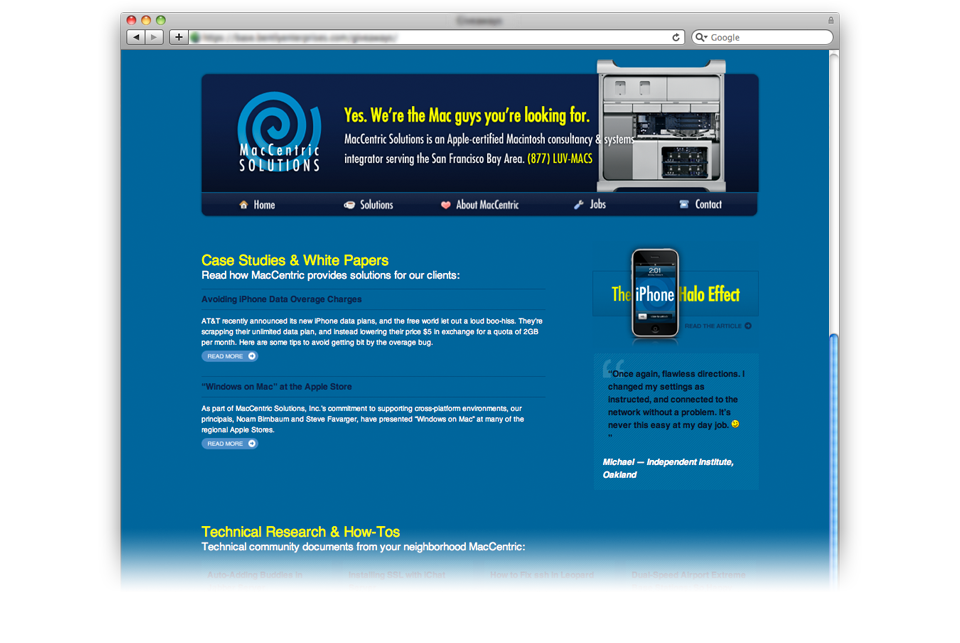 Google
MacCentric
SOLUTIONS
Yes. We're the Mac guys you're looking for.
MacCentric Solutions is an Apple-certified Macintosh consultancy & systems
integrator serving the San Francisco Bay Area. (877) LUV-MACS
Home
Solutions
About MacCentric
Jobs
Contact
Case Studies & White Papers
Read how MacCentric provides solutions for our clients:
Avoiding iPhone Data Overage Charges
AT&T recently announced its new iPhone data plans, and the free world let out a loud boo-hiss. They're
scrapping their unlimited data plan, and instead lowering their price $5 in exchange for a quota of 2GB
per month. Here are some tips to avoid getting bit by the overage bug.
READ MORE
"Windows on Mac" at the Apple Store
As part of MacCentric Solutions, Inc.'s commitment to supporting cross-platform environments, our
principals, Noam Birnbaum and Steve Favarger, have presented "Windows on Mac" at many of the
regional Apple Stores.
READ MORE
2:01
The iPhone Halo Effect
READ THE ARTICLE
"Once again, flawless directions. I
changed my settings as
instructed, and connected to the
network without a problem. It's
never this easy at my day job.
"
Michael — Independent Institute,
Oakland
Technical Research & How-Tos
Technical community documents from your neighborhood MacCentric: